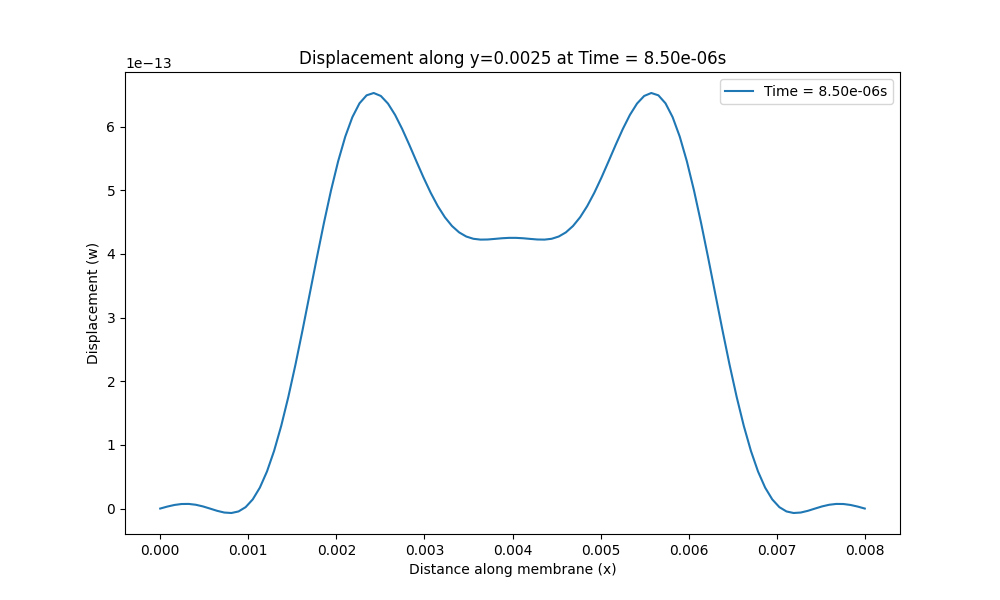 Displacement along y=0.0025 at Time = 8.50e-06s
1e−13
Time = 8.50e-06s
6
5
4
3
2
1
0
Displacement (w)
0.000 0.001 0.002 0.003 0.004 0.005 0.006 0.007 0.008
Distance along membrane (x)